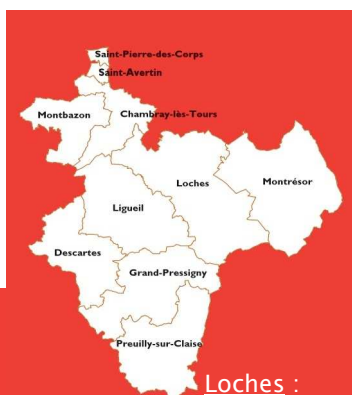 Saint-Pierre-des-Corps
Saint-Avertin
Montbazon
Chambray-lès-Tours
Loches
Montrésor
Ligueil
Descartes
Grand-Pressigny
Preuilly-sur-Claise
Loches :